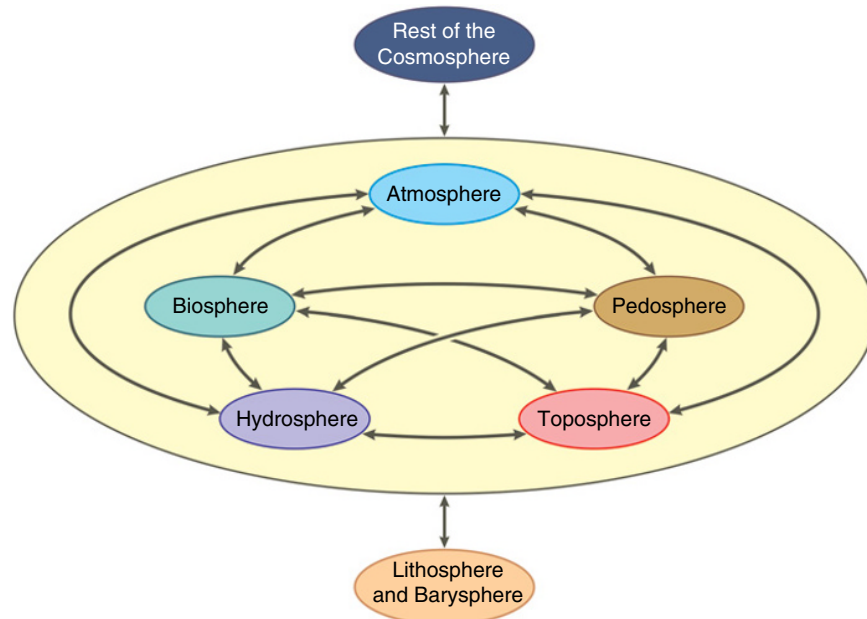 Rest of the
Cosmosphere
Atmosphere
Biosphere
Pedosphere
Hydrosphere
Toposphere
Lithosphere
and Barysphere